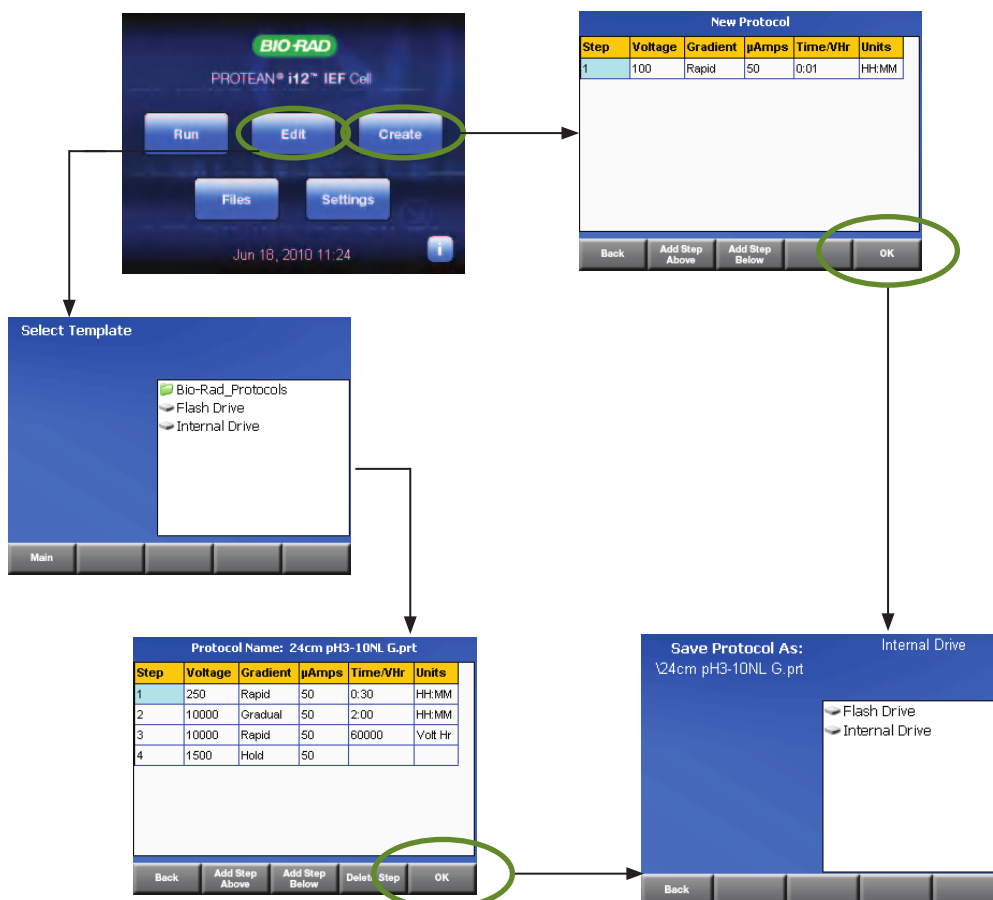 BIO-RAD
PROTEAN® i12™ IEF Cell
Run Edit Create
Files Settings
Jun 18, 2010 11:24
i
New Protocol
Step Voltage Gradient µAmps Time/VHr Units
1 100 Rapid 50 0:01 HH:MM
Back Add Step Above Add Step Below OK
Select Template
Bio-Rad_Protocols
Flash Drive
Internal Drive
Main
Protocol Name: 24cm pH3-10NL G.prt
Step Voltage Gradient µAmps Time/VHr Units
1 250 Rapid 50 0:30 HH:MM
2 10000 Gradual 50 2:00 HH:MM
3 10000 Rapid 50 60000 Volt Hr
4 1500 Hold 50
Back Add Step Above Add Step Below Delete Step OK
Save Protocol As: Internal Drive
\24cm pH3-10NL G.prt
Flash Drive
Internal Drive
Back